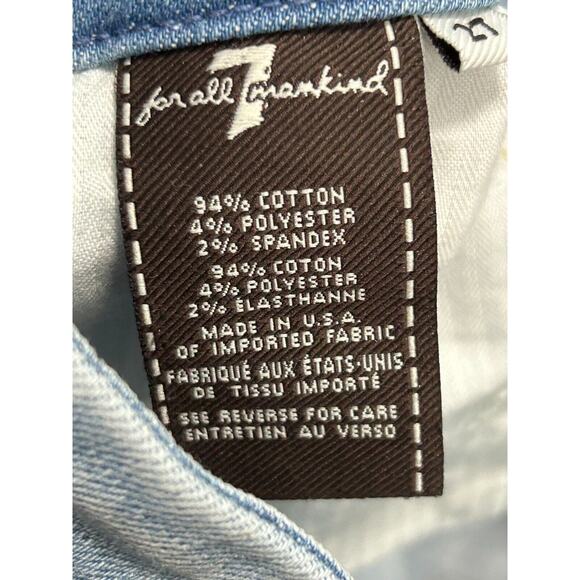 for all 7 mankind
94% COTTON
4% POLYESTER
2% SPANDEX
94% COTON
4% POLYESTER
2% ELASTHANNE
MADE IN U.S.A.
OF IMPORTED FABRIC
FABRIQUÉ AUX ÉTATS-UNIS
DE TISSU IMPORTÉ
SEE REVERSE FOR CARE
ENTRETIEN AU VERSO